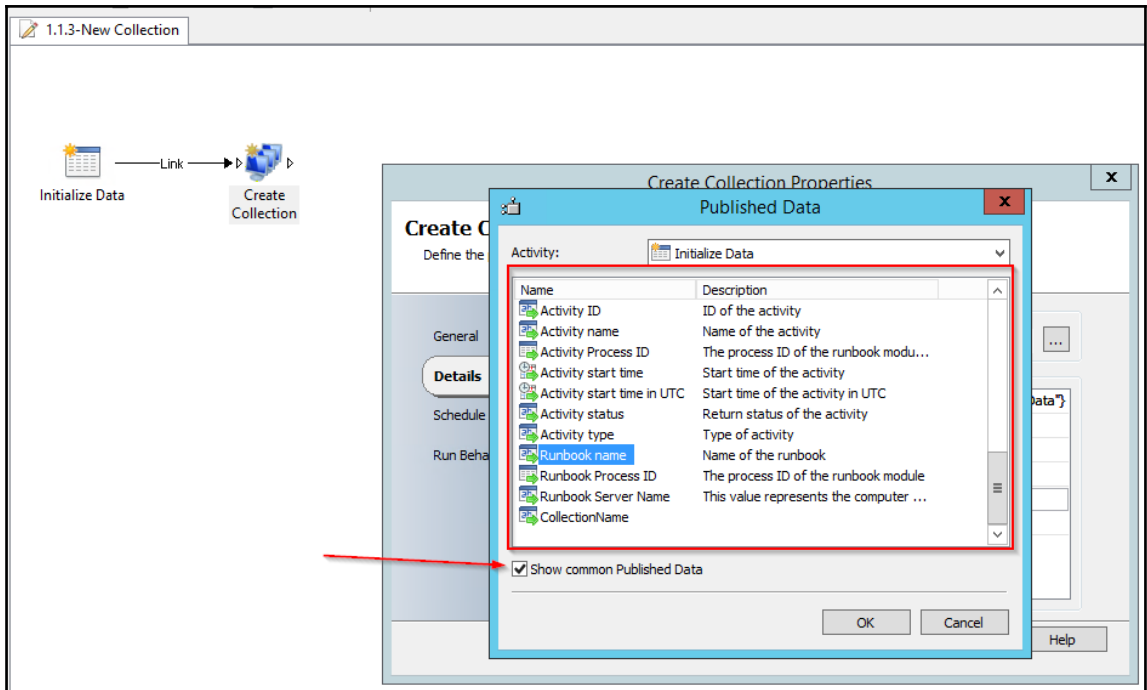 1.1.3-New Collection
Link
Initialize Data
Create
Collection
Create Collection Properties
x
Published Data
x
Create C
Define the
Activity:
Initialize Data
Name Description
Activity ID ID of the activity
Activity name Name of the activity
Activity Process ID The process ID of the runbook modu...
Activity start time Start time of the activity
Activity start time in UTC Start time of the activity in UTC
Activity status Return status of the activity
Activity type Type of activity
Runbook name Name of the runbook
Runbook Process ID The process ID of the runbook module
Runbook Server Name This value represents the computer ...
CollectionName
General
Details
Schedule
Run Beha
...
Data"}
Show common Published Data
OK Cancel
Help